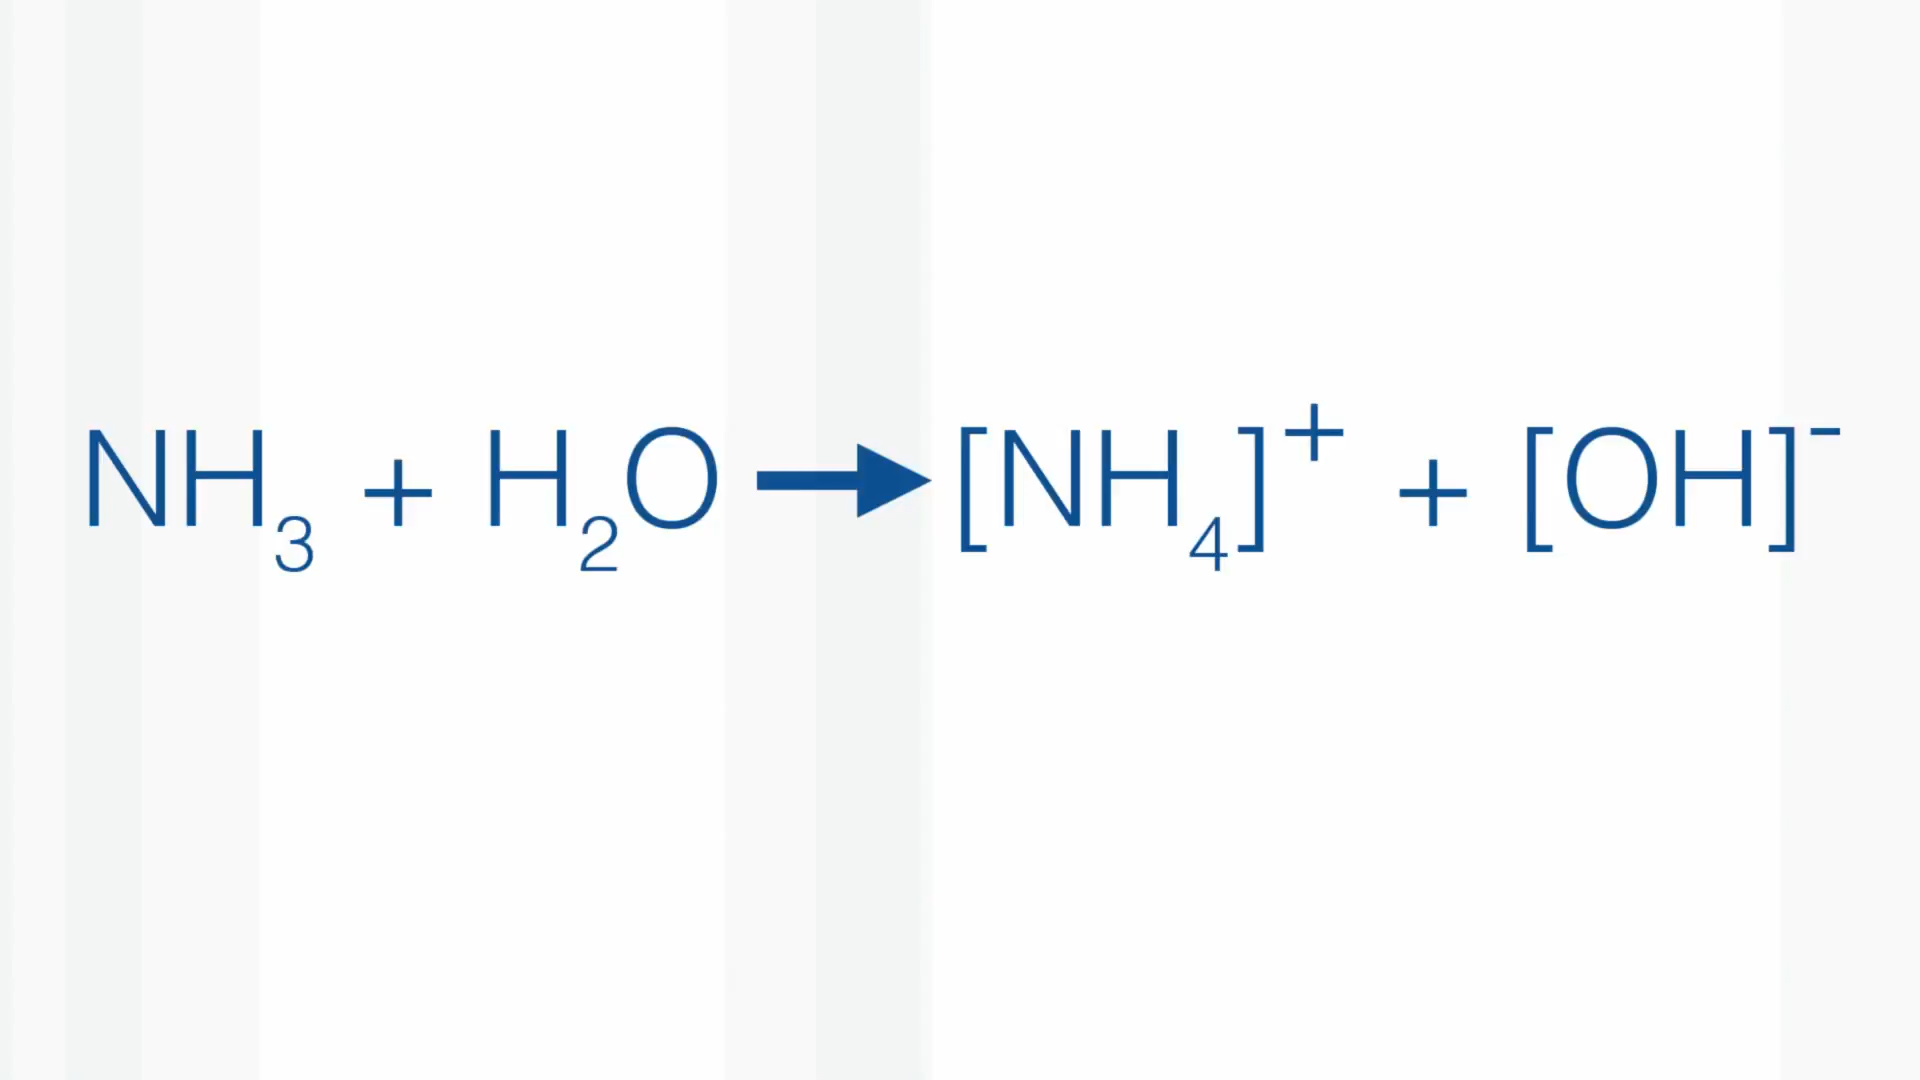 NH₃ + H₂O → [NH₄]⁺ + [OH]⁻